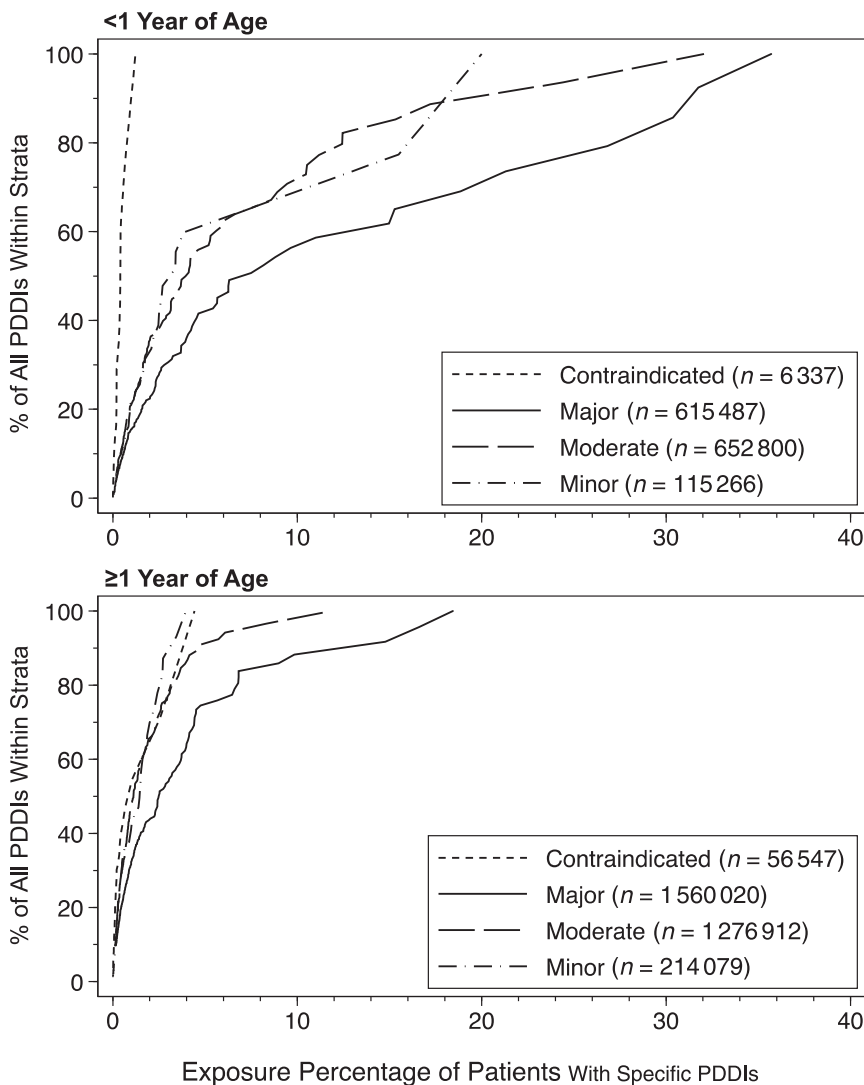 <1 Year of Age
100
80
60
40
20
0
% of All PDDIs Within Strata
Contraindicated (n = 6 337)
Major (n = 615 487)
Moderate (n = 652 800)
Minor (n = 115 266)
0 10 20 30 40
≥1 Year of Age
100
80
60
40
20
0
% of All PDDIs Within Strata
Contraindicated (n = 56 547)
Major (n = 1 560 020)
Moderate (n = 1 276 912)
Minor (n = 214 079)
0 10 20 30 40
Exposure Percentage of Patients With Specific PDDIs